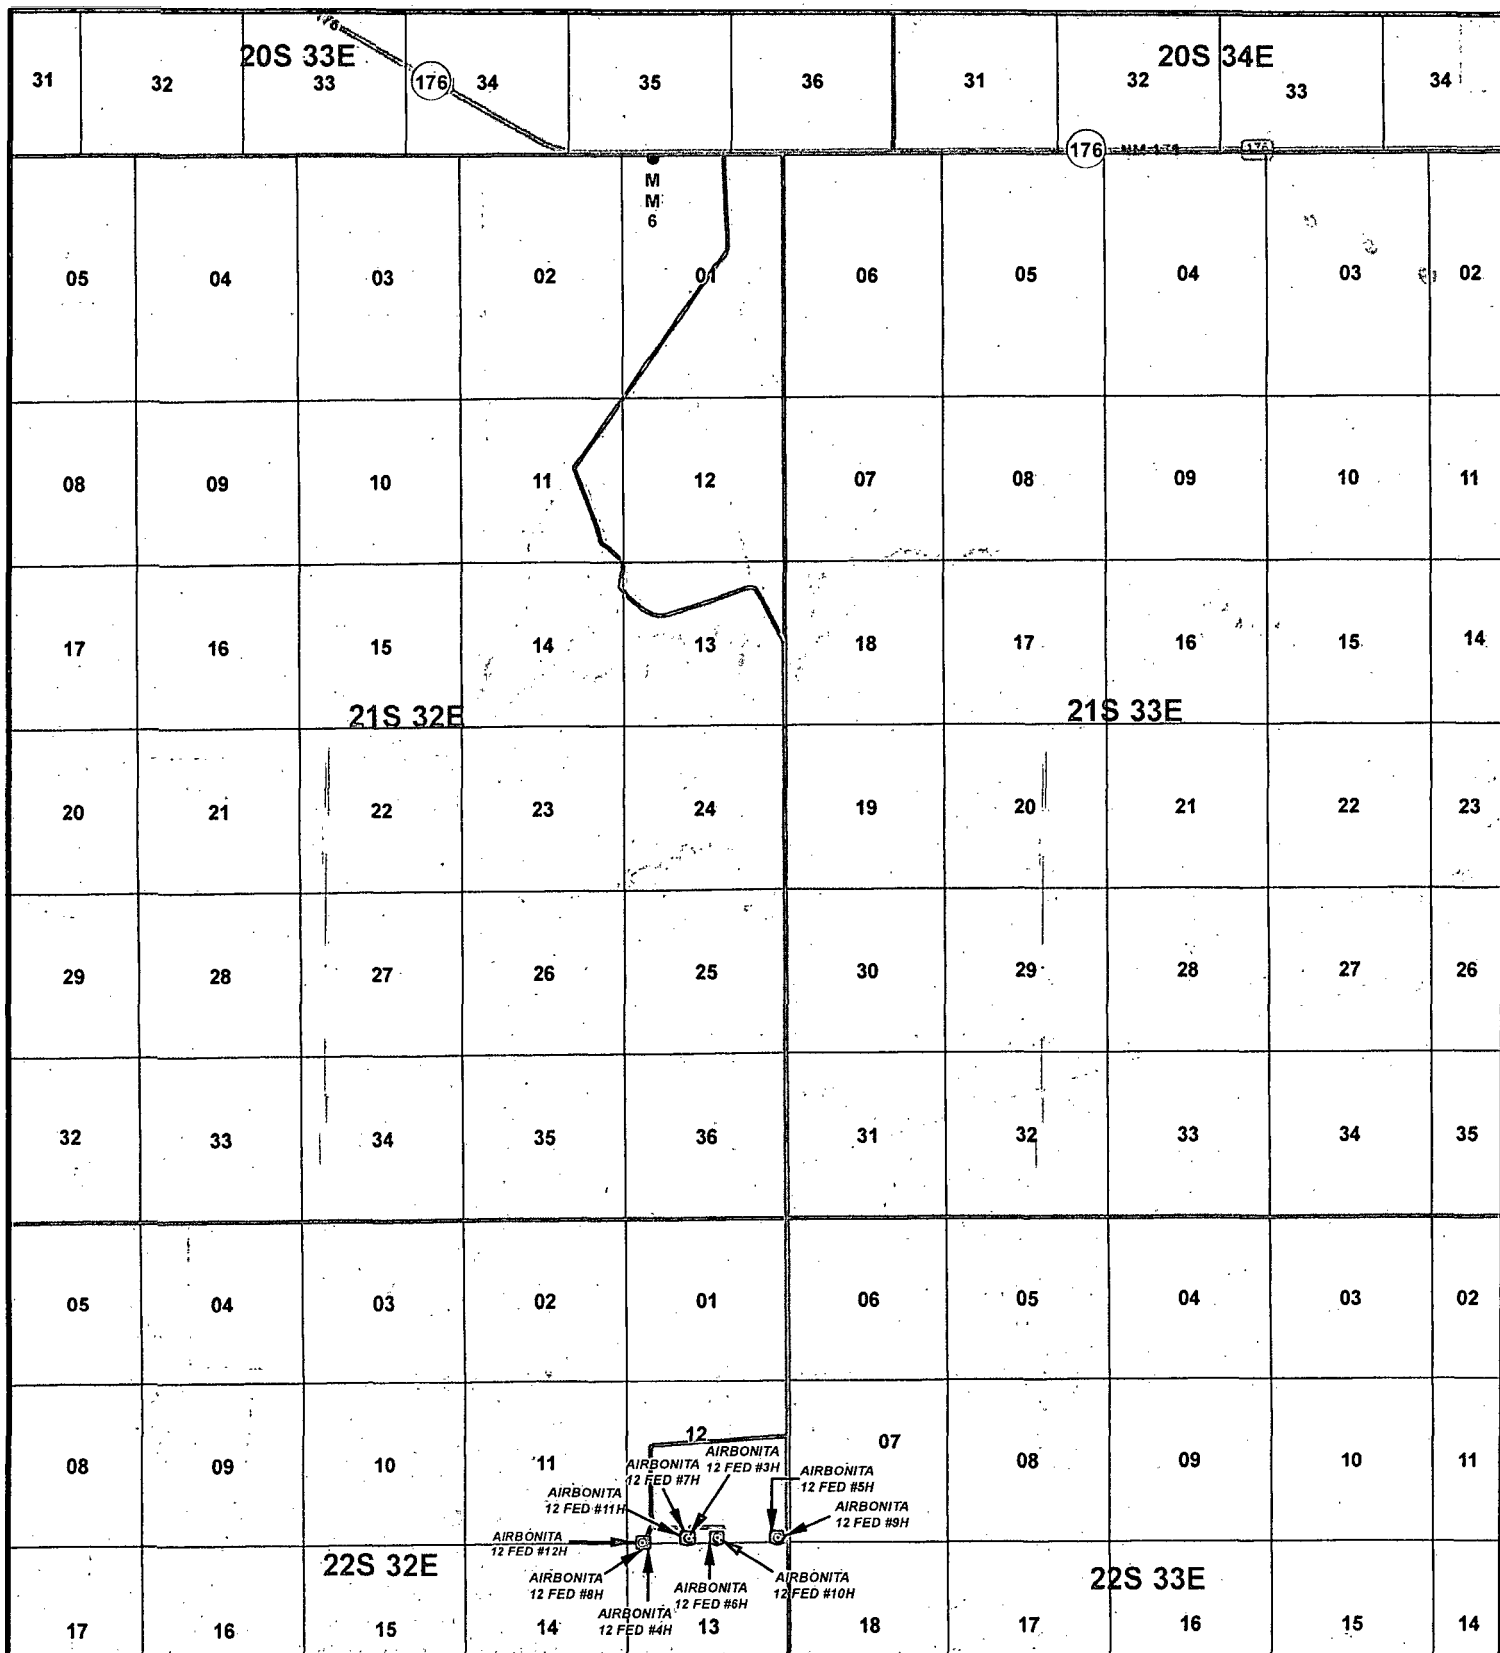 176
20S 33E
20S 34E
31 32 33 176 34 35 36 31 32 33 34
176 NM 176 176
M
M
6
05 04 03 02 01 06 05 04 03 02
08 09 10 11 12 07 08 09 10 11
17 16 15 14 13 18 17 16 15 14
21S 32E
21S 33E
20 21 22 23 24 19 20 21 22 23
29 28 27 26 25 30 29 28 27 26
32 33 34 35 36 31 32 33 34 35
05 04 03 02 01 06 05 04 03 02
08 09 10 11 12 07 08 09 10 11
AIRBONITA
12 FED #3H
AIRBONITA
12 FED #7H
AIRBONITA
12 FED #5H
AIRBONITA
12 FED #11H
AIRBONITA
12 FED #9H
AIRBONITA
12 FED #12H
22S 32E
22S 33E
AIRBONITA
12 FED #8H
AIRBONITA
12 FED #6H
AIRBONITA
12 FED #10H
AIRBONITA
12 FED #4H
17 16 15 14 13 18 17 16 15 14